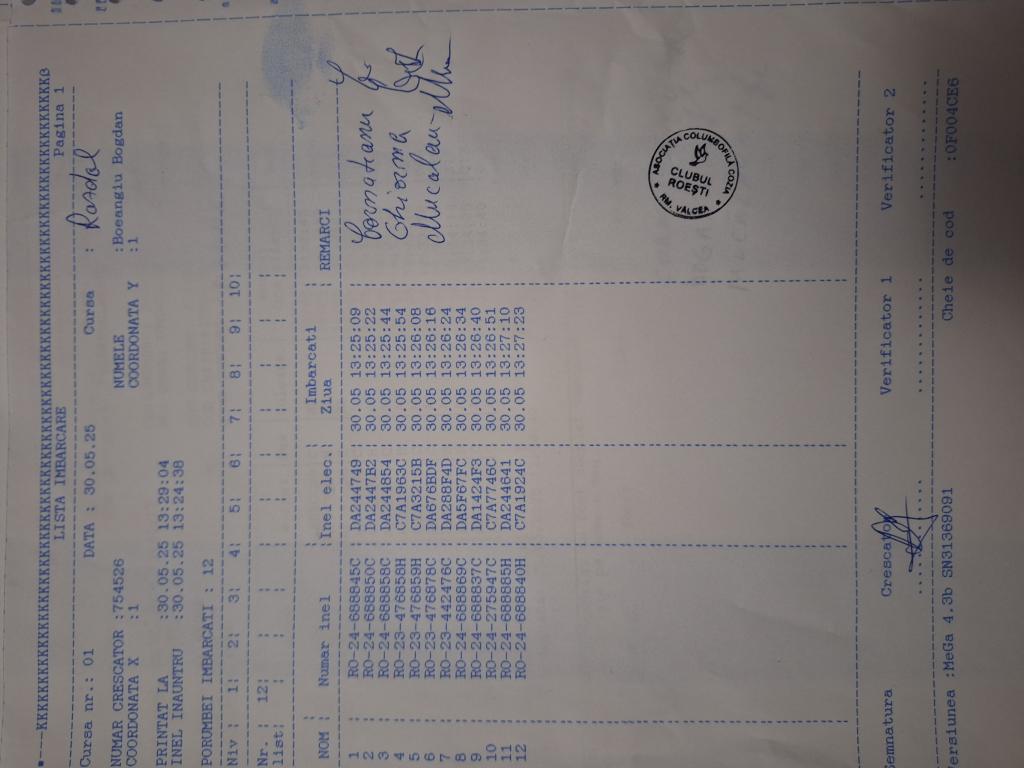 *----KKKKKKKKKKKKKKKKKKKKKKKKKKKKKKKKKKKKKKKKKKKKKKKKKKKKKKKKKKKKKKKK
LISTA IMBARCARE Pagina 1
Cursa nr.: 01 DATA : 30.05.25 Cursa :
NUMAR CRESCATOR :754526 NUMELE :Boeangiu Bogdan
COORDONATA X :1 COORDONATA Y :1
PRINTAT LA :30.05.25 13:29:04
INEL INAUNTRU :30.05.25 13:24:38
PORUMBEI IMBARCATI : 12
Niv : 1: 2: 3: 4: 5: 6: 7: 8: 9: 10:
Nr.: 12: : : : : : : : : :
list: : : : : : : : : : :
NOM : Numar inel :Inel elec.: Imbarcati Ziua : REMARCI
1 : RO-24-688845C : DA244749 : 30.05 13:25:09 :
2 : RO-24-688850C : DA2447B2 : 30.05 13:25:22 :
3 : RO-24-688858C : DA244854 : 30.05 13:25:44 :
4 : RO-23-476858H : C7A1963C : 30.05 13:25:54 :
5 : RO-23-476859H : C7A3215B : 30.05 13:26:08 :
6 : RO-23-476878C : DA676BDF : 30.05 13:26:16 :
7 : RO-23-442476C : DA288F4D : 30.05 13:26:24 :
8 : RO-24-688869C : DA5F67FC : 30.05 13:26:34 :
9 : RO-24-688837C : DA1424F3 : 30.05 13:26:40 :
10 : RO-24-275947C : C7A7746C : 30.05 13:26:51 :
11 : RO-24-688885H : DA244641 : 30.05 13:27:10 :
12 : RO-24-688840H : C7A1924C : 30.05 13:27:23 :
ASOCIATIA COLUMBOFILĂ COZIA
CLUBUL
ROEȘTI
* RM. VÂLCEA *
Semnatura Crescator Verificator 1 Verificator 2
Versiunea :MeGa 4.3b SN31369091 Cheie de cod :0F004CE6